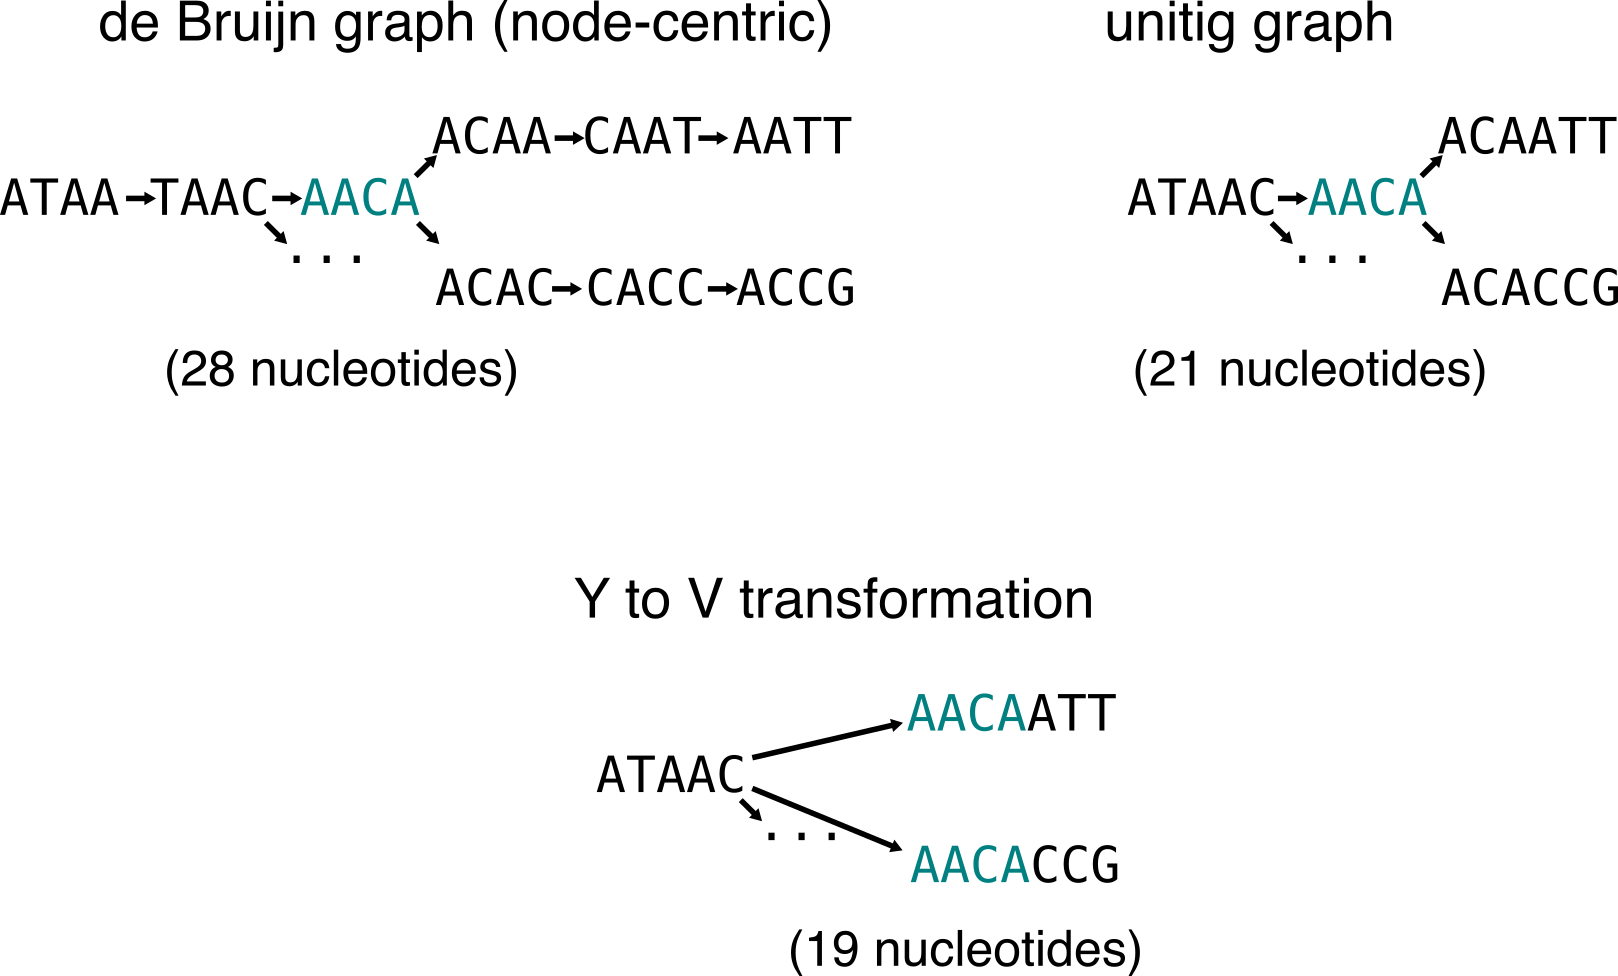 de Bruijn graph (node-centric)
unitig graph
ACAA→CAAT→AATT
ATAA→TAAC→AACA
...
ACAC→CACC→ACCG
(28 nucleotides)
ACAATT
ATAAC→AACA
...
ACACCG
(21 nucleotides)
Y to V transformation
AACAATT
ATAAC
...
AACACCG
(19 nucleotides)